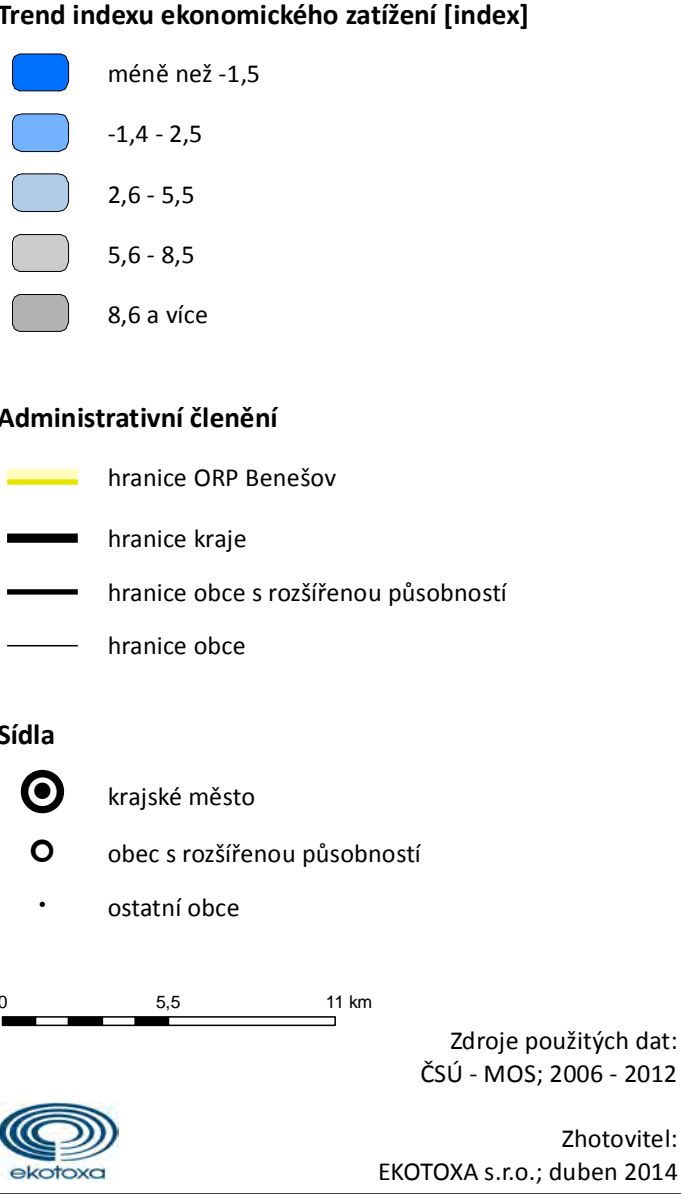 Trend indexu ekonomického zatížení [index]
méně než -1,5
-1,4 - 2,5
2,6 - 5,5
5,6 - 8,5
8,6 a více
Administrativní členění
hranice ORP Benešov
hranice kraje
hranice obce s rozšířenou působností
hranice obce
Sídla
krajské město
obec s rozšířenou působností
ostatní obce
0 5,5 11 km
Zdroje použitých dat:
ČSÚ - MOS; 2006 - 2012
Zhotovitel:
EKOTOXA s.r.o.; duben 2014
ekotoxa